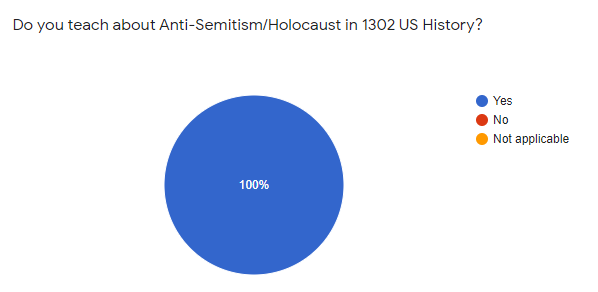 Do you teach about Anti-Semitism/Holocaust in 1302 US History?
Yes
No
Not applicable
100%